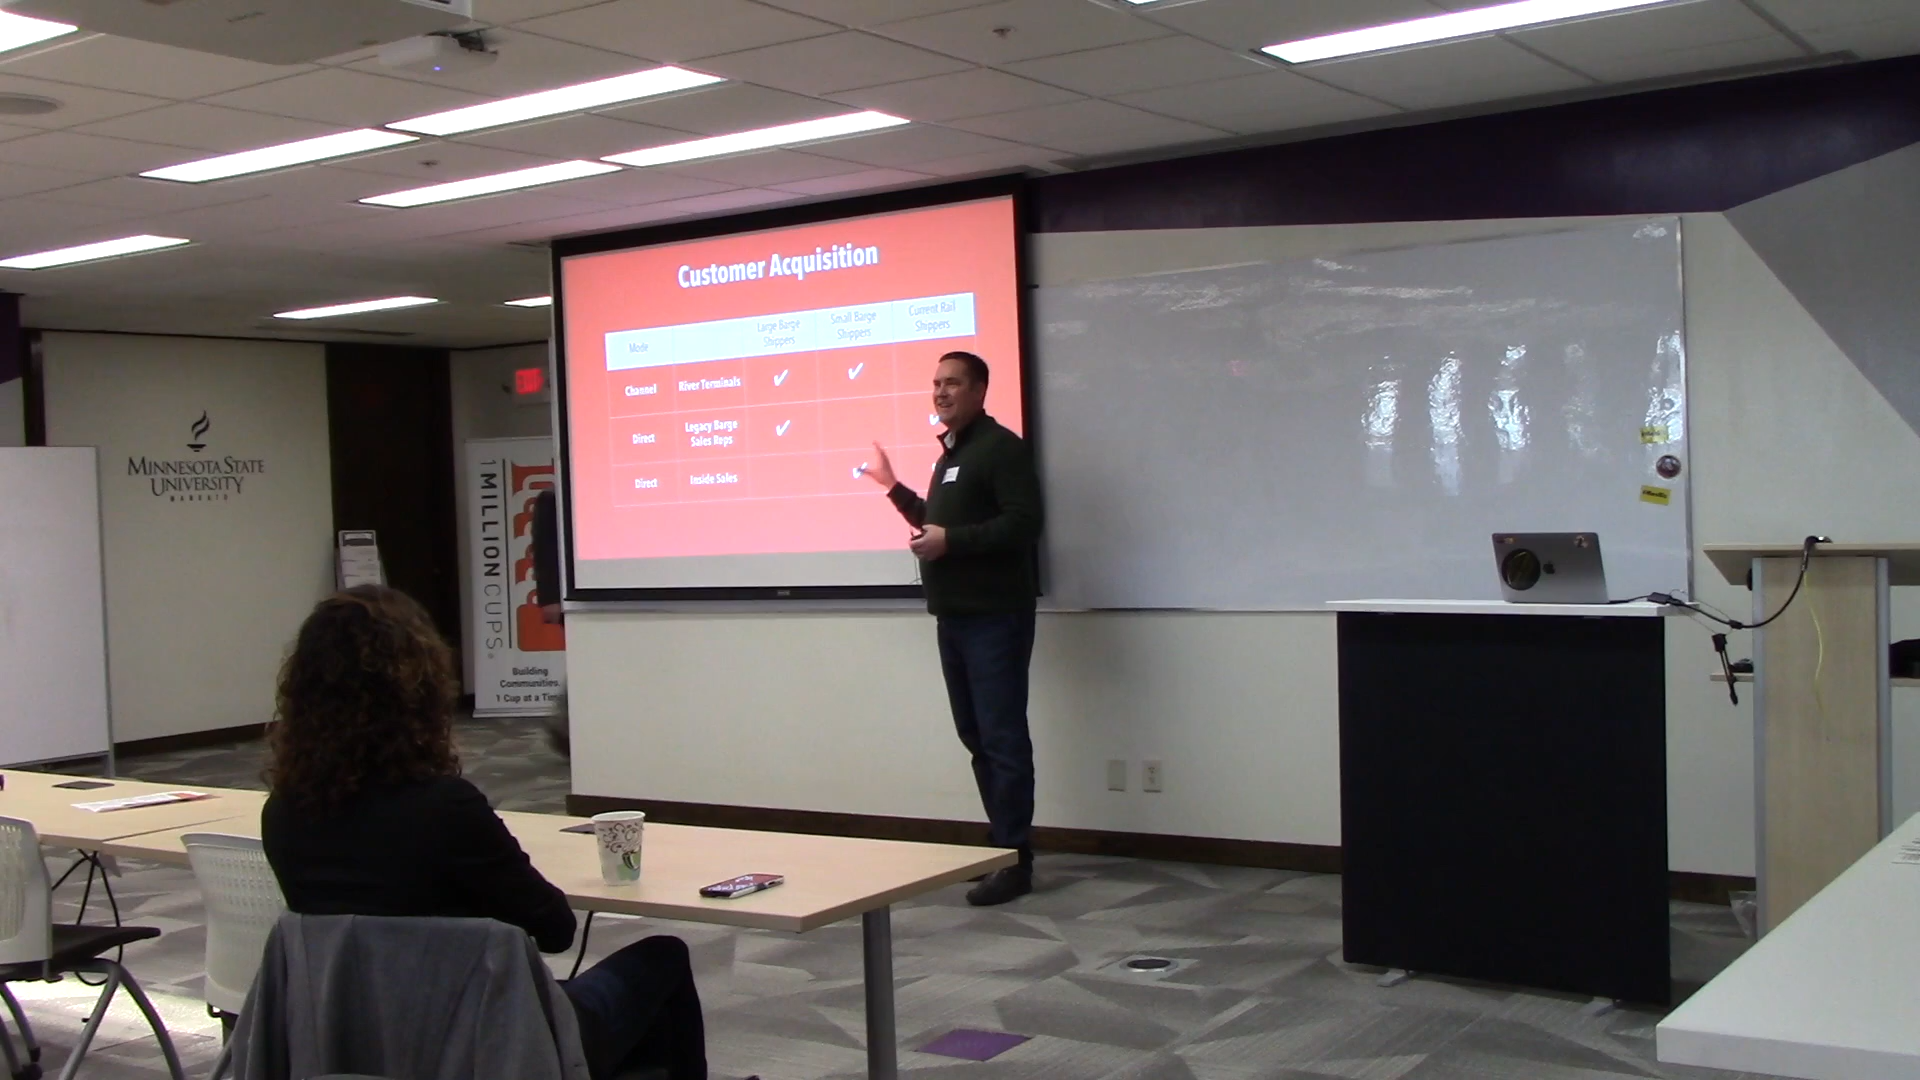 Customer Acquisition
Mode
Large Barge
Shippers
Small Barge
Shippers
Current Rail
Shippers
Channel
River Terminals
✓
✓
Direct
Legacy Barge
Sales Reps
✓
✓
Direct
Inside Sales
✓
MINNESOTA STATE
UNIVERSITY
MANKATO
EXIT
1 MILLION CUPS®
Building
Communities.
1 Cup at a Tim